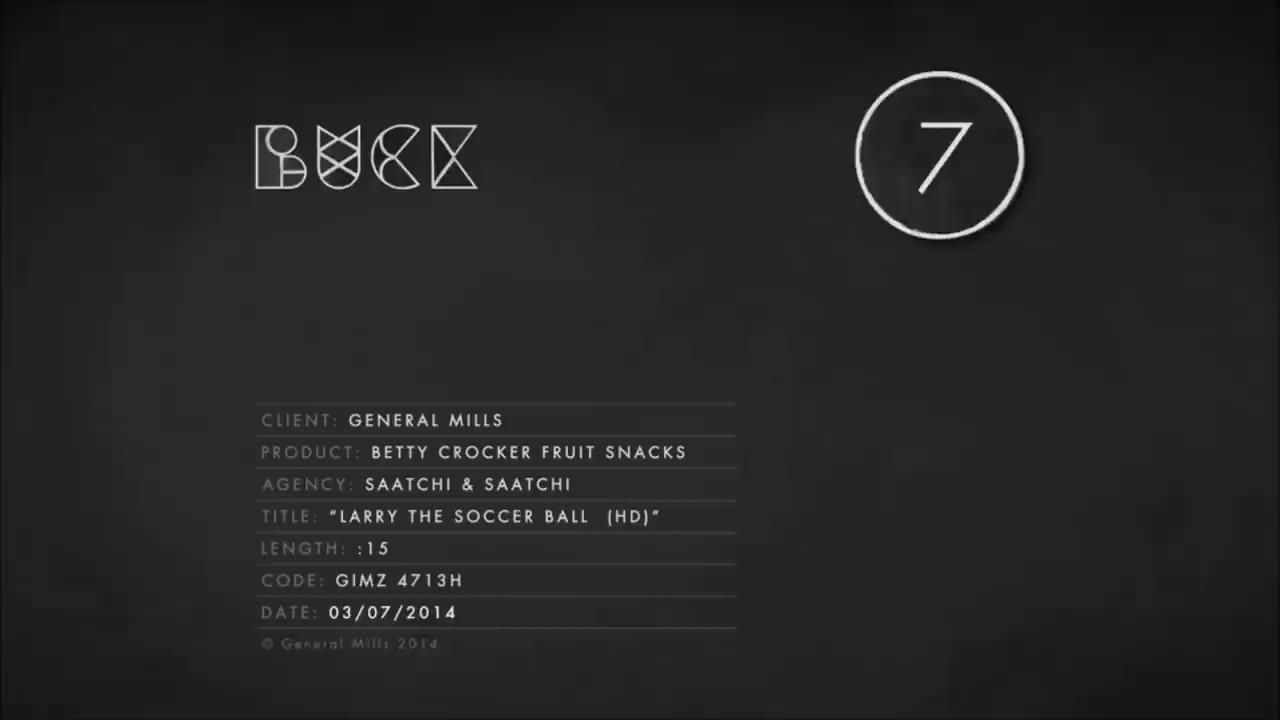 BUCK
7
CLIENT: GENERAL MILLS
PRODUCT: BETTY CROCKER FRUIT SNACKS
AGENCY: SAATCHI & SAATCHI
TITLE: “LARRY THE SOCCER BALL (HD)”
LENGTH: :15
CODE: GIMZ 4713H
DATE: 03/07/2014
© General Mills 2014